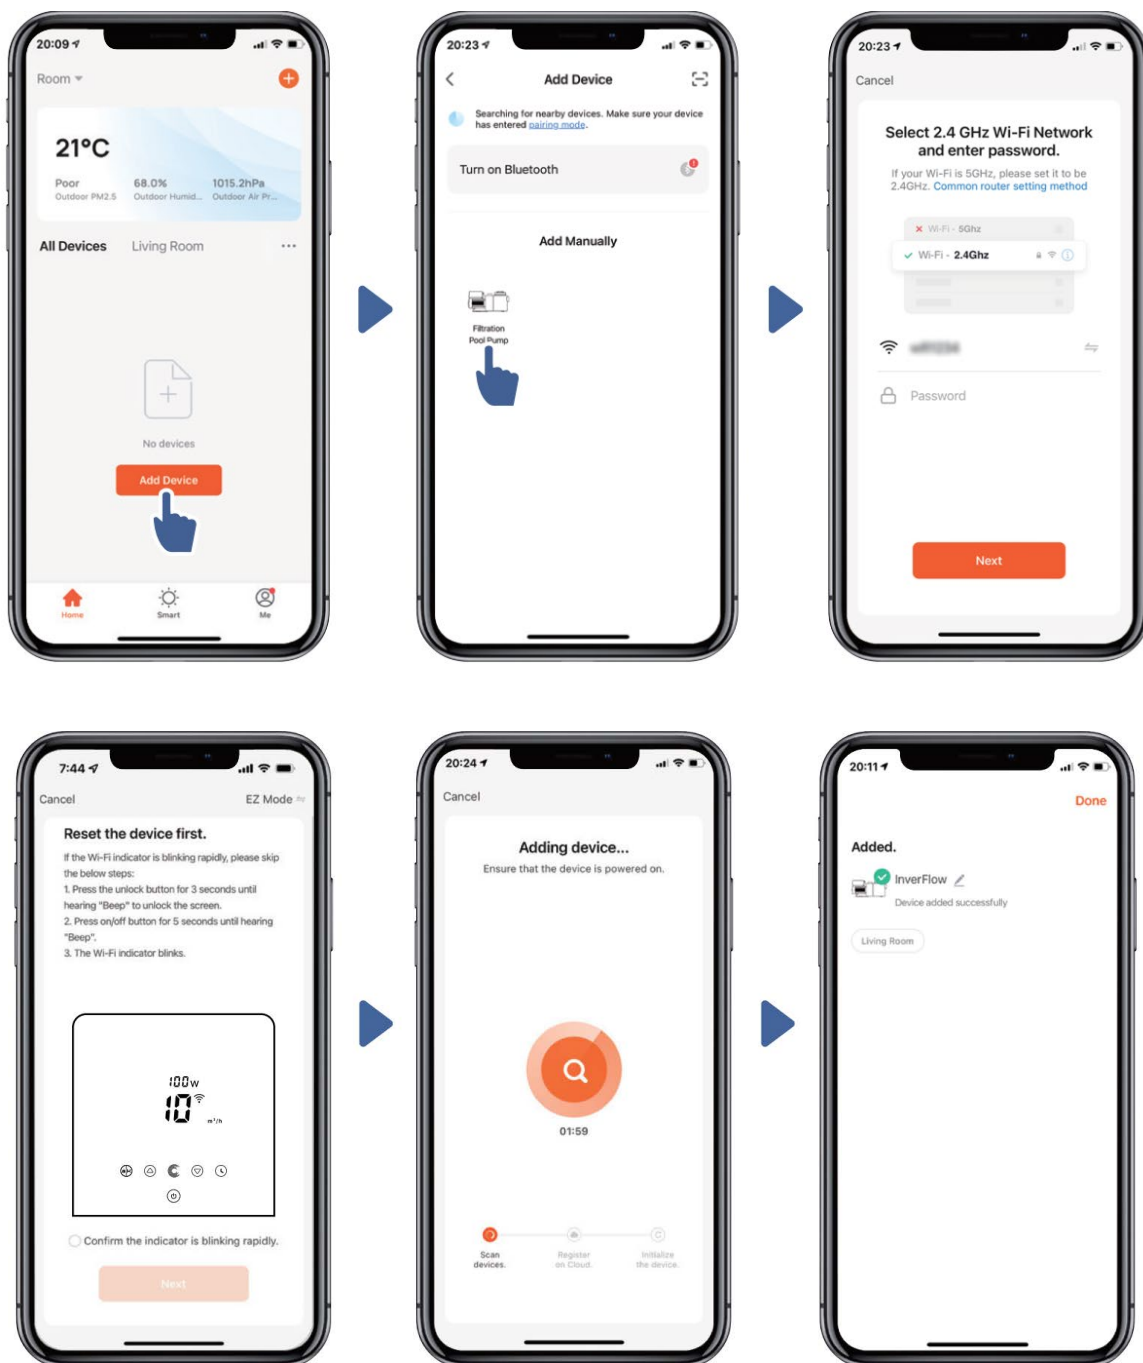 20:09
Room
21°C
Poor
68.0%
1015.2hPa
Outdoor PM2.5
Outdoor Humid...
Outdoor Air Pr...
All Devices
Living Room
No devices
Add Device
Home
Smart
Me
20:23
Add Device
Searching for nearby devices. Make sure your device
has entered pairing mode.
Turn on Bluetooth
Add Manually
Filtration
Pool Pump
20:23
Cancel
Select 2.4 GHz Wi-Fi Network
and enter password.
If your Wi-Fi is 5GHz, please set it to be
2.4GHz. Common router setting method
Wi-Fi - 5Ghz
Wi-Fi - 2.4Ghz
Password
Next
7:44
Cancel
EZ Mode
Reset the device first.
If the Wi-Fi indicator is blinking rapidly, please skip
the below steps:
1. Press the unlock button for 3 seconds until
hearing "Beep" to unlock the screen.
2. Press on/off button for 5 seconds until hearing
"Beep".
3. The Wi-Fi indicator blinks.
100w
10
m³/h
Confirm the indicator is blinking rapidly.
Next
20:24
Cancel
Adding device...
Ensure that the device is powered on.
01:59
Scan
devices.
Register
on Cloud.
Initialize
the device.
20:11
Done
Added.
InverFlow
Device added successfully
Living Room